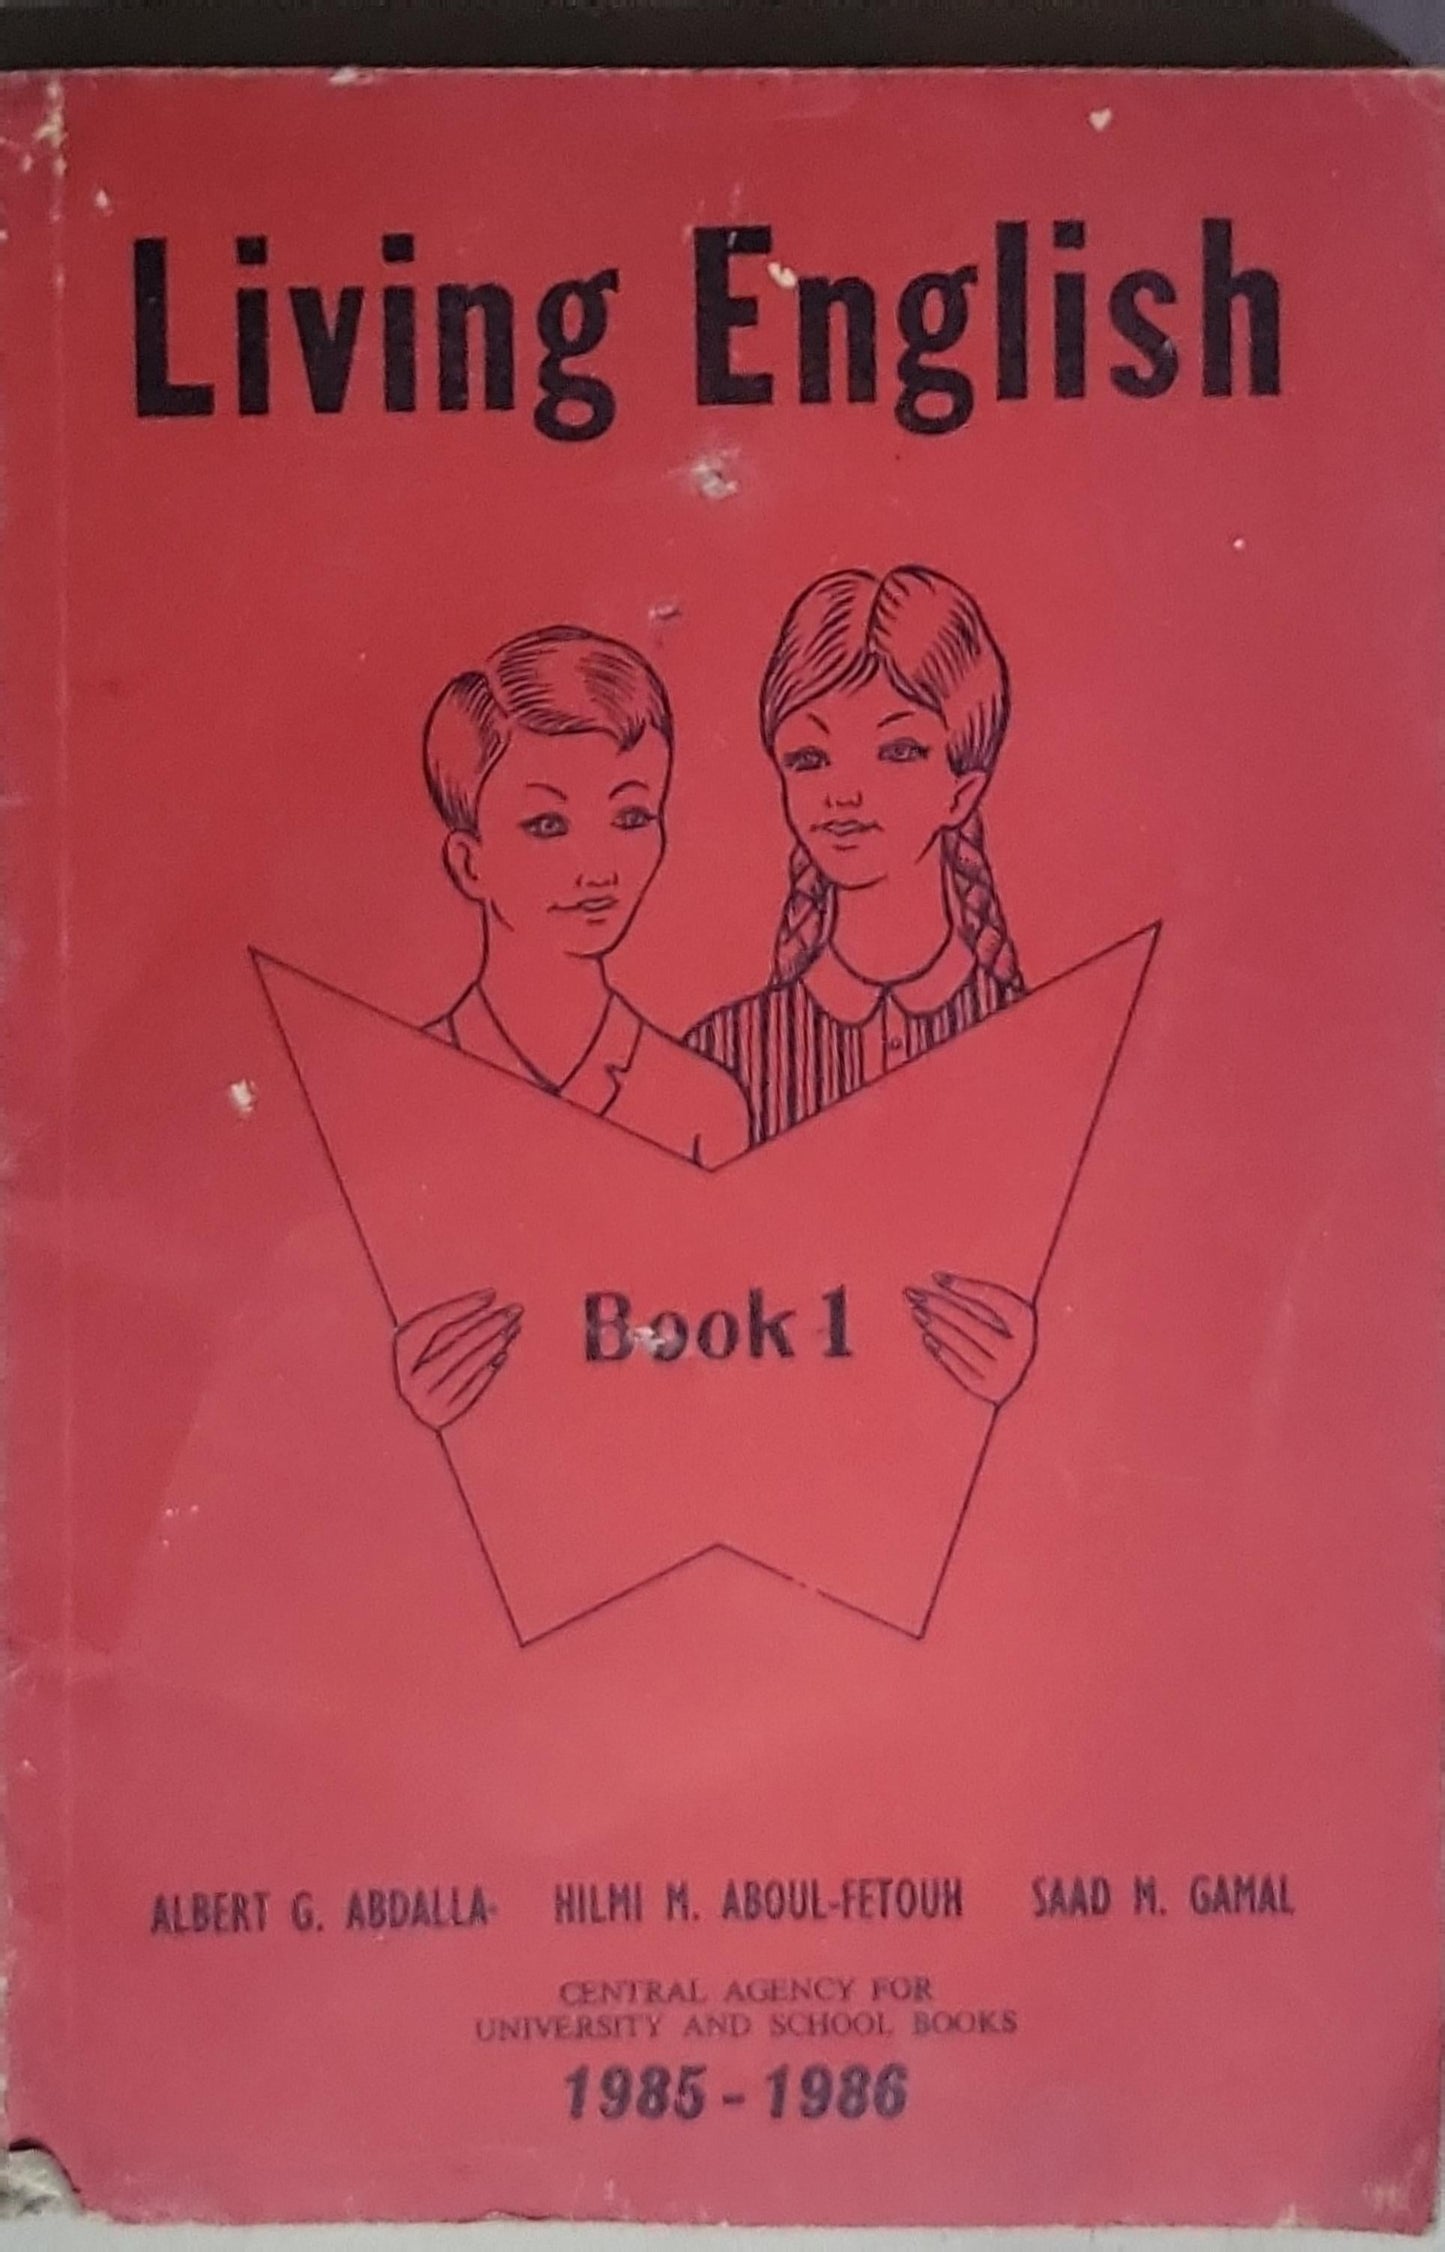 Living English
Book 1
ALBERT G. ABDALLA- HILMI M. ABOUL-FETOUH SAAD M. GAMAL
CENTRAL AGENCY FOR
UNIVERSITY AND SCHOOL BOOKS
1985 - 1986